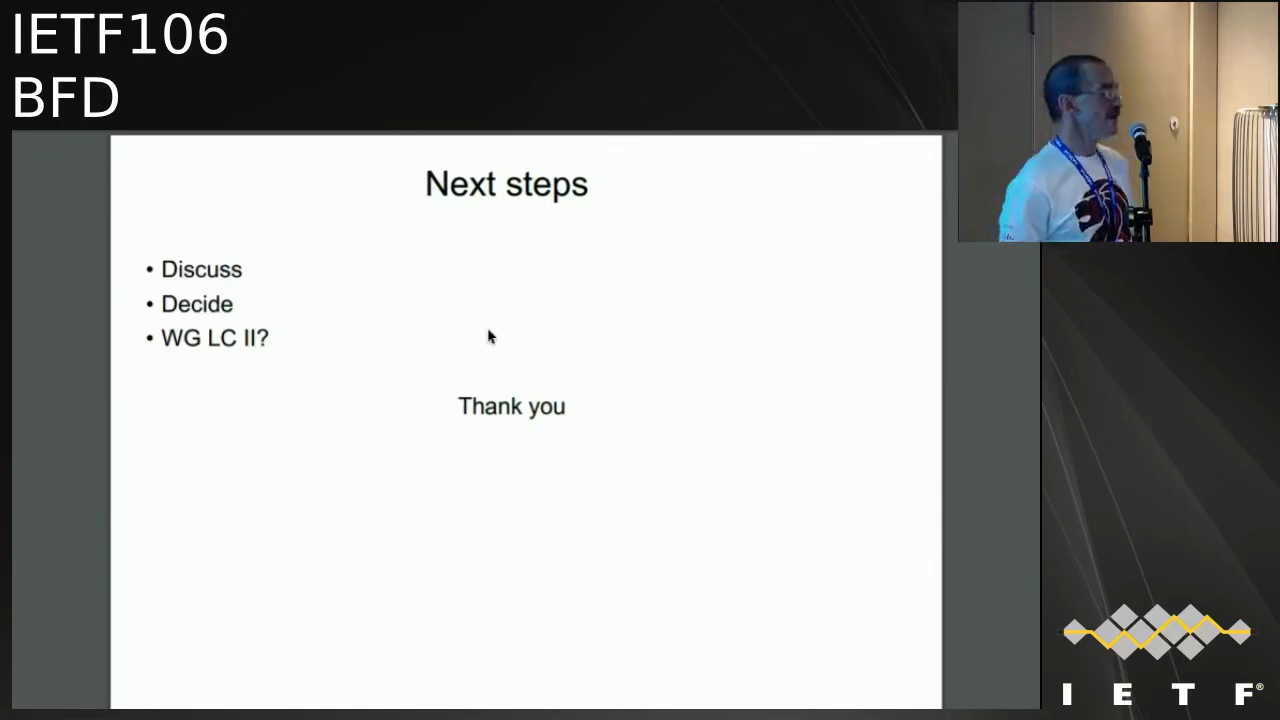 IETF106
BFD
Next steps
• Discuss
• Decide
• WG LC II?
Thank you
I E T F®